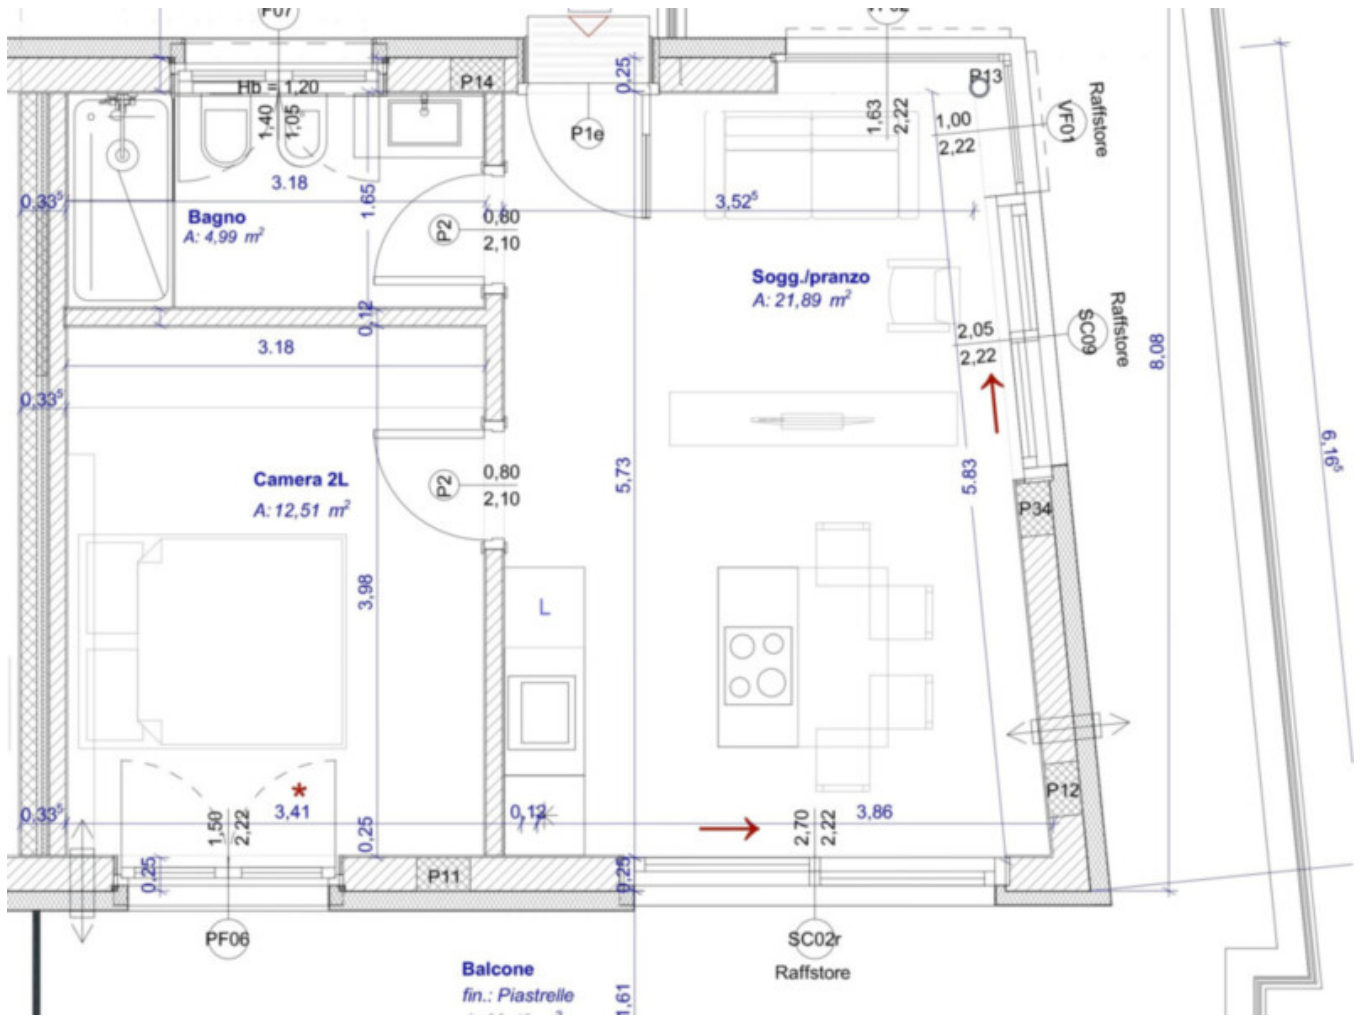 F07
P14
Hb = 1,20
1,40
1,05
0,25
P1e
1,63
2,22
P13
1,00
2,22
VF01
Raffstore
3.18
1.65
0,33⁵
Bagno
A: 4,99 m²
P2
0,80
2,10
3,52⁵
Sogg./pranzo
A: 21,89 m²
0,12
2,05
2,22
SC09
Raffstore
8,08
3.18
0,33⁵
6,16⁵
Camera 2L
A: 12,51 m²
P2
0,80
2,10
5,73
5.83
P34
3,98
L
*
P12
0,33⁵
3,41
0,12
3,86
1,50
2,22
0,25
2,70
2,22
0,25
P11
0,25
PF06
SC02r
Raffstore
Balcone
fin.: Piastrelle
1,61